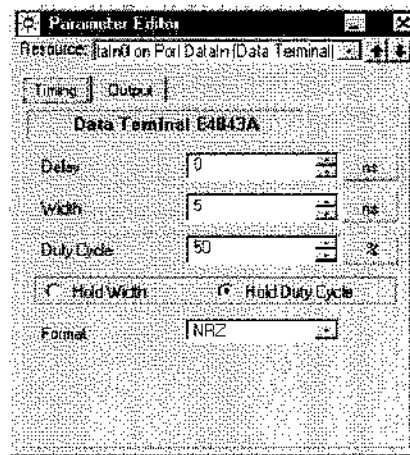 Parameter Editor
Resource: taIn0 on Port DataIn (Data Terminal)
Timing Output
Data Terminal E4843A
Delay 0 ns
Width 5 ns
Duty Cycle 50 %
Hold Width Hold Duty Cycle
Format NRZ